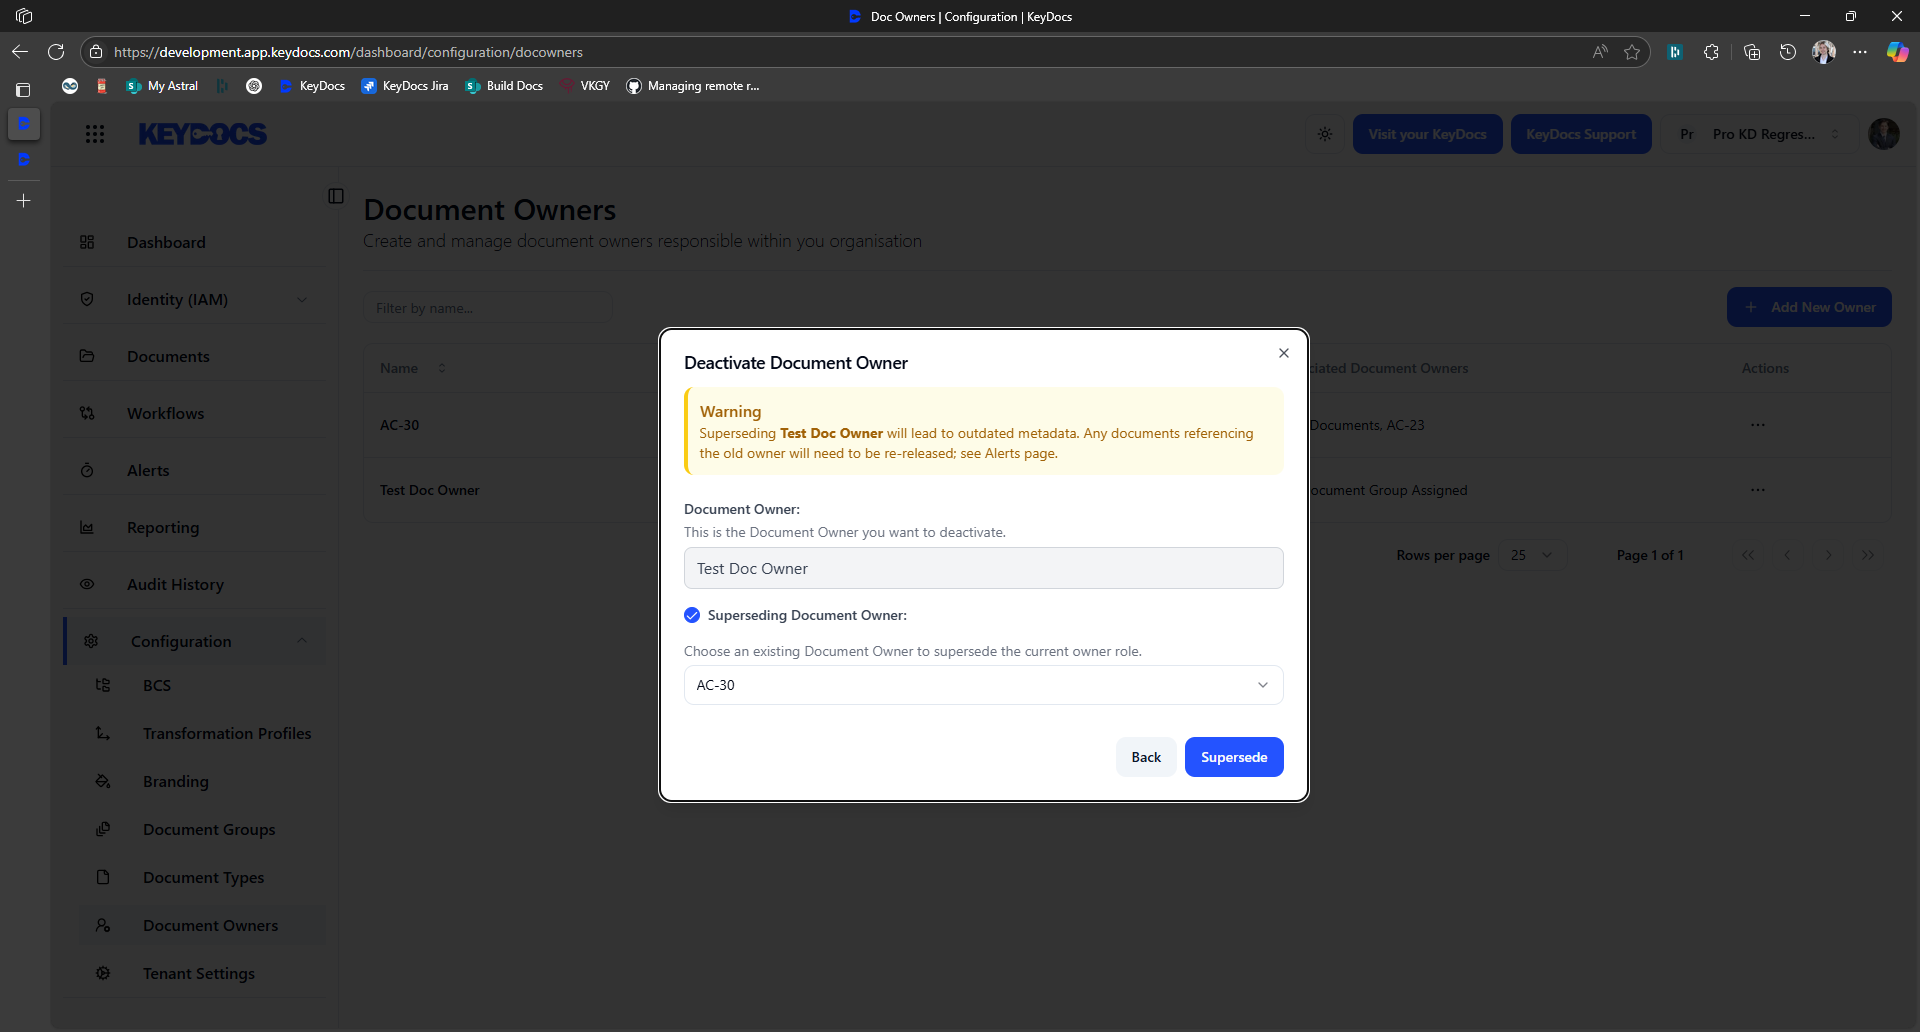 Doc Owners | Configuration | KeyDocs
https://development.app.keydocs.com/dashboard/configuration/docowners
My Astral
KeyDocs
KeyDocs Jira
Build Docs
VKGY
Managing remote r...
KEYDOCS
Visit your KeyDocs
KeyDocs Support
Pr
Pro KD Regres...
Dashboard
Identity (IAM)
Documents
Workflows
Alerts
Reporting
Audit History
Configuration
BCS
Transformation Profiles
Branding
Document Groups
Document Types
Document Owners
Tenant Settings
Document Owners
Create and manage document owners responsible within you organisation
Filter by name...
Add New Owner
Name
ciated Document Owners
Actions
AC-30
Documents, AC-23
Test Doc Owner
ocument Group Assigned
Rows per page
25
Page 1 of 1
Deactivate Document Owner
Warning
Superseding Test Doc Owner will lead to outdated metadata. Any documents referencing
the old owner will need to be re-released; see Alerts page.
Document Owner:
This is the Document Owner you want to deactivate.
Test Doc Owner
Superseding Document Owner:
Choose an existing Document Owner to supersede the current owner role.
AC-30
Back
Supersede